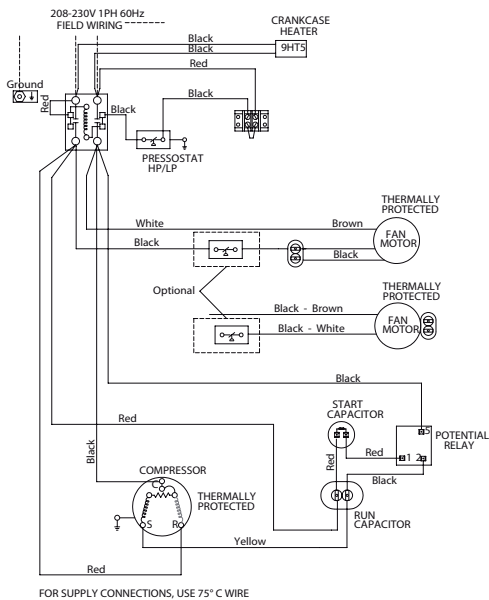 208-230V 1PH 60Hz
FIELD WIRING
CRANKCASE
HEATER
Black
Black
9HT5
Red
Ground
Red
Black
Black
PRESSOSTAT
HP/LP
THERMALLY
PROTECTED
White
Brown
FAN
MOTOR
Black
Black
Optional
THERMALLY
PROTECTED
Black - Brown
FAN
MOTOR
Black - White
Black
START
CAPACITOR
Red
5
POTENTIAL
RELAY
Black
Red
Red
1 2
COMPRESSOR
Black
C
THERMALLY
PROTECTED
RUN
CAPACITOR
S R
Yellow
Red
FOR SUPPLY CONNECTIONS, USE 75° C WIRE